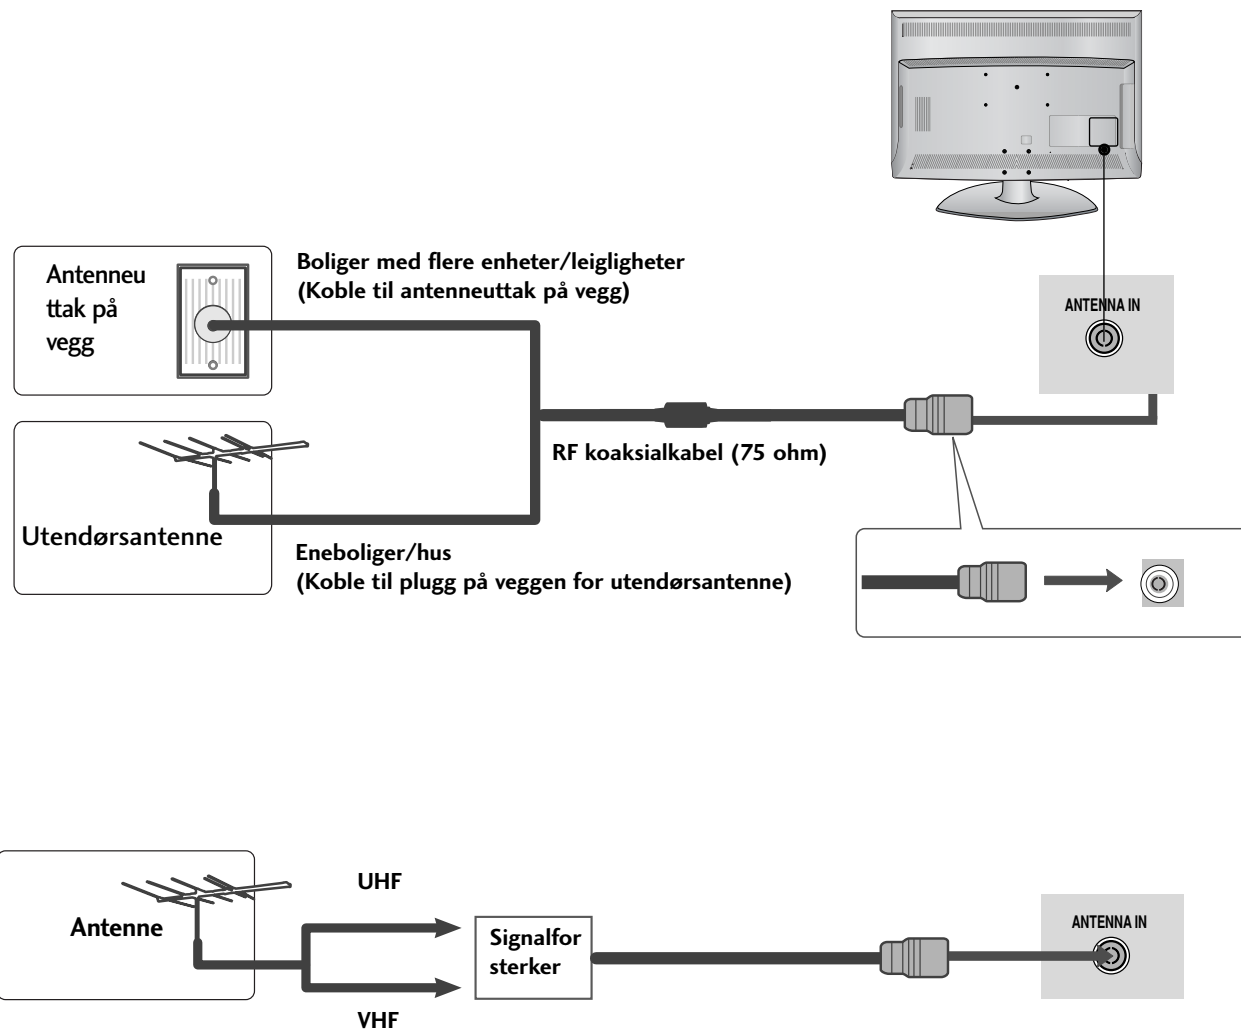 Antenneu
ttak på
vegg
Boliger med flere enheter/leigligheter
(Koble til antenneuttak på vegg)
ANTENNA IN
RF koaksialkabel (75 ohm)
Utendørsantenne
Eneboliger/hus
(Koble til plugg på veggen for utendørsantenne)
Antenne
UHF
VHF
Signalfor
sterker
ANTENNA IN